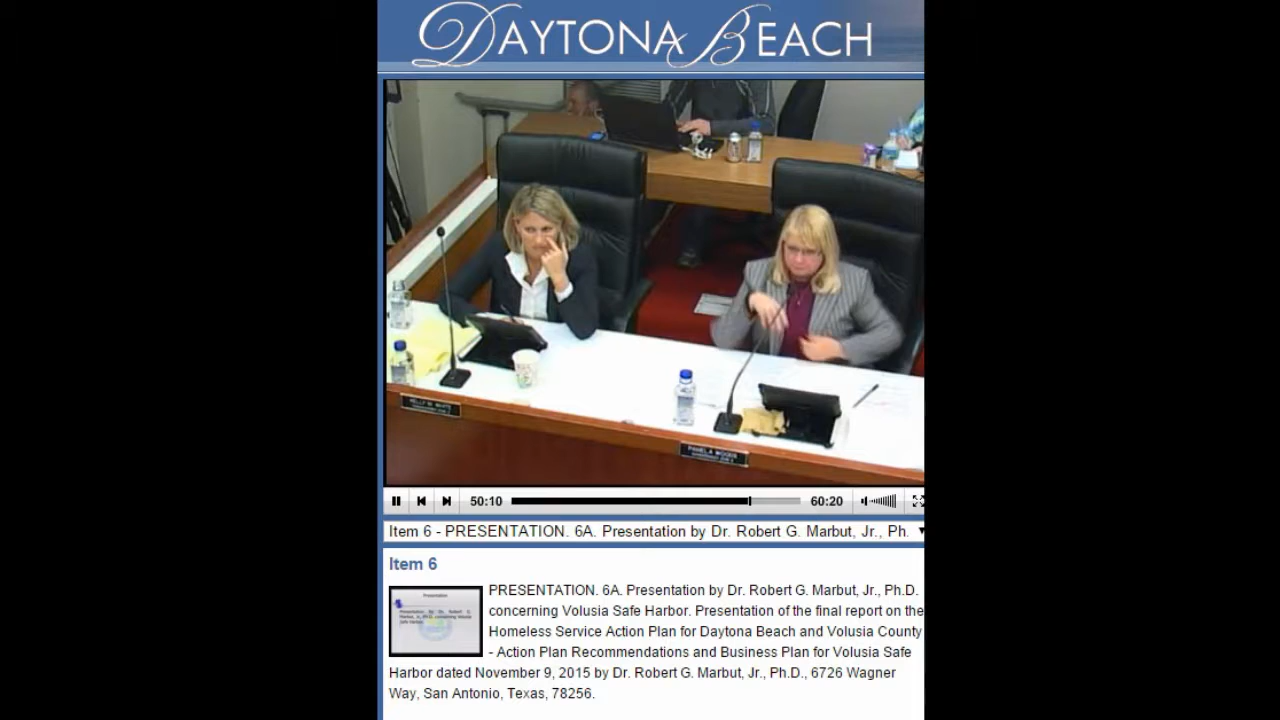 DAYTONA BEACH
KELLY M. WHITE
PAMELA WOODS
50:10
60:20
Item 6 - PRESENTATION. 6A. Presentation by Dr. Robert G. Marbut, Jr., Ph.
Item 6
Presentation
PRESENTATION. 6A. Presentation by Dr. Robert G. Marbut, Jr., Ph.D.
concerning Volusia Safe Harbor. Presentation of the final report on the
Homeless Service Action Plan for Daytona Beach and Volusia County
- Action Plan Recommendations and Business Plan for Volusia Safe
Harbor dated November 9, 2015 by Dr. Robert G. Marbut, Jr., Ph.D., 6726 Wagner
Way, San Antonio, Texas, 78256.